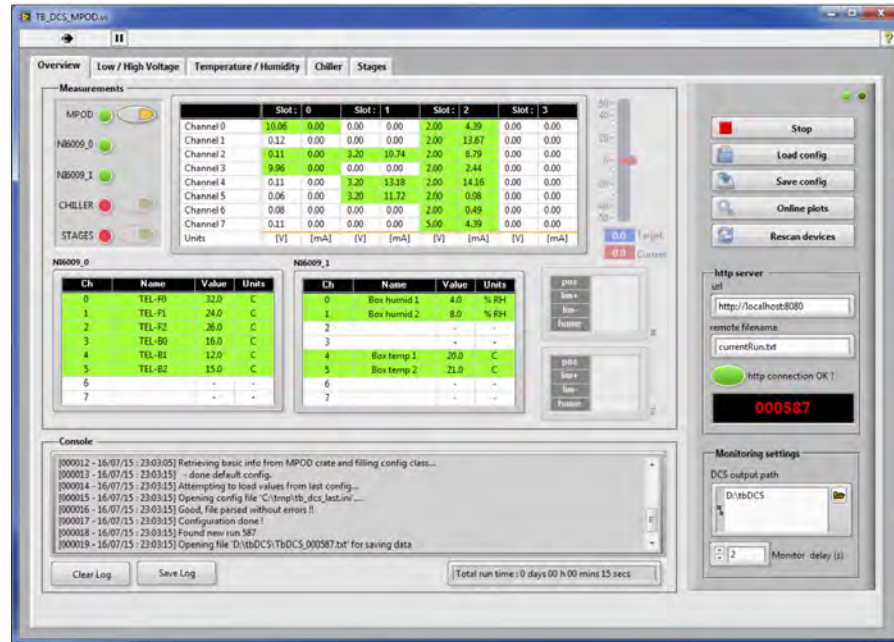 TB_DCS_MPOD.vi
Overview Low / High Voltage Temperature / Humidity Chiller Stages
Measurements
MPOD
NI6009_0
NI6009_1
CHILLER
STAGES
Slot : 0 Slot : 1 Slot : 2 Slot : 3
Channel 0 10.06 0.00 0.00 0.00 2.00 4.39 0.00 0.00
Channel 1 0.12 0.00 0.00 0.00 2.00 13.67 0.00 0.00
Channel 2 0.11 0.00 3.20 10.74 2.00 8.79 0.00 0.00
Channel 3 9.96 0.00 0.00 0.00 2.00 2.44 0.00 0.00
Channel 4 0.11 0.00 3.20 13.18 2.00 14.16 0.00 0.00
Channel 5 0.06 0.00 3.20 11.72 2.00 0.98 0.00 0.00
Channel 6 0.08 0.00 0.00 0.00 2.00 0.49 0.00 0.00
Channel 7 0.11 0.00 0.00 0.00 5.00 4.39 0.00 0.00
Units [V] [mA] [V] [mA] [V] [mA] [V] [mA]
50-
40-
20-
0-
-20-
-40-
-50-
0.0 Target
0.0 Current
NI6009_0
Ch Name Value Units
0 TEL-F0 32.0 C
1 TEL-F1 24.0 C
2 TEL-F2 26.0 C
3 TEL-B0 16.0 C
4 TEL-B1 12.0 C
5 TEL-B2 15.0 C
6 - -
7 - -
NI6009_1
Ch Name Value Units
0 Box humid 1 4.0 % RH
1 Box humid 2 8.0 % RH
2 - -
3 - -
4 Box temp 1 20.0 C
5 Box temp 2 21.0 C
6 - -
7 - -
pos
lim+
lim-
home
pos
lim+
lim-
home
Console
[000012 - 16/07/15 : 23:03:05] Retrieving basic info from MPOD crate and filling config class...
[000013 - 16/07/15 : 23:03:15] - done default config.
[000014 - 16/07/15 : 23:03:15] Attempting to load values from last config...
[000015 - 16/07/15 : 23:03:15] Opening config file 'C:\tmp\tb_dcs_last.ini'....
[000016 - 16/07/15 : 23:03:15] Good, file parsed without errors !!
[000017 - 16/07/15 : 23:03:15] Configuration done !
[000018 - 16/07/15 : 23:03:15] Found new run 587
[000019 - 16/07/15 : 23:03:15] Opening file 'D:\tbDCS\TbDCS_000587.txt' for saving data
Clear Log Save Log Total run time : 0 days 00 h 00 mins 15 secs
Stop
Load config
Save config
Online plots
Rescan devices
http server
url
http://localhost:8080
remote filename
currentRun.txt
http connection OK ?
000587
Monitoring settings
DCS output path
D:\tbDCS
2 Monitor delay (s)